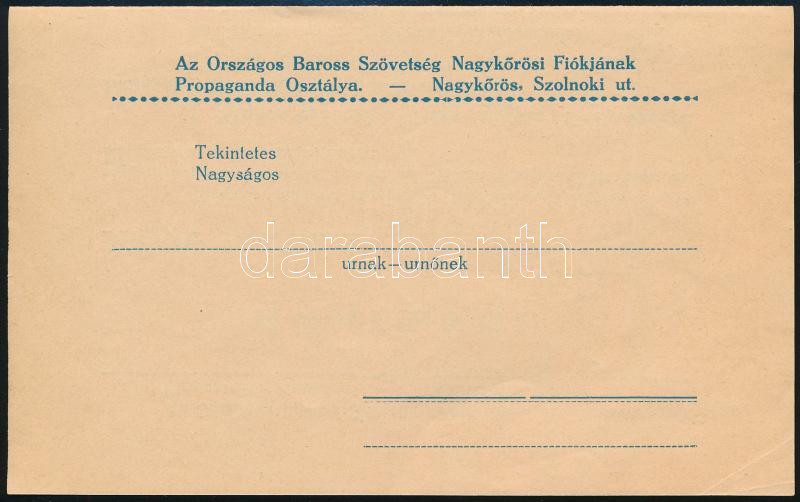 Az Országos Baross Szövetség Nagykőrösi Fiókjának
Propaganda Osztálya. — Nagykőrös, Szolnoki ut.
Tekintetes
Nagyságos
darabanth
urnak—urnőnek